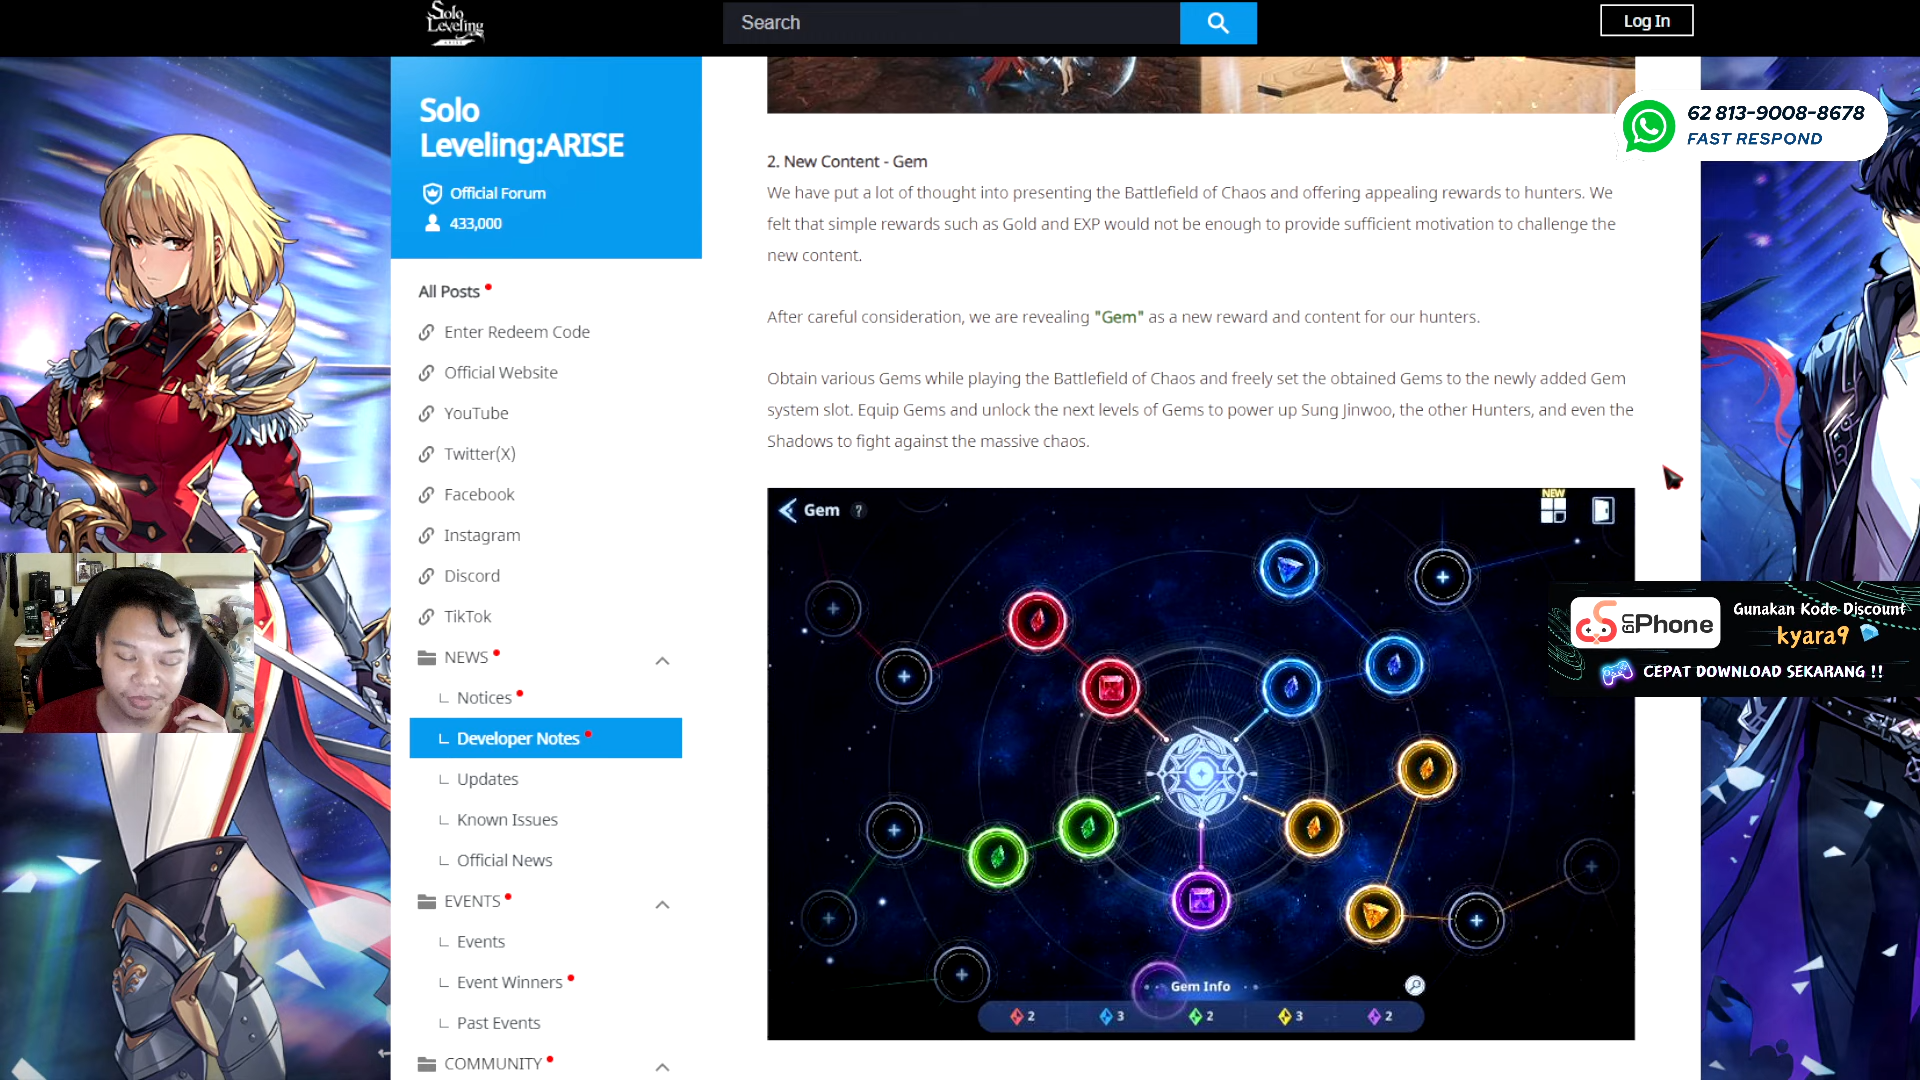 Solo
Leveling
ARISE
Search
Log In
Solo
Leveling:ARISE
Official Forum
433,000
All Posts
Enter Redeem Code
Official Website
YouTube
Twitter(X)
Facebook
Instagram
Discord
TikTok
NEWS
Notices
Developer Notes
Updates
Known Issues
Official News
EVENTS
Events
Event Winners
Past Events
COMMUNITY
2. New Content - Gem
We have put a lot of thought into presenting the Battlefield of Chaos and offering appealing rewards to hunters. We
felt that simple rewards such as Gold and EXP would not be enough to provide sufficient motivation to challenge the
new content.
After careful consideration, we are revealing "Gem" as a new reward and content for our hunters.
Obtain various Gems while playing the Battlefield of Chaos and freely set the obtained Gems to the newly added Gem
system slot. Equip Gems and unlock the next levels of Gems to power up Sung Jinwoo, the other Hunters, and even the
Shadows to fight against the massive chaos.
Gem ?
NEW
Gem Info
2 3 2 3 2
62 813-9008-8678
FAST RESPOND
UGPhone
Gunakan Kode Discount
kyara9
CEPAT DOWNLOAD SEKARANG !!